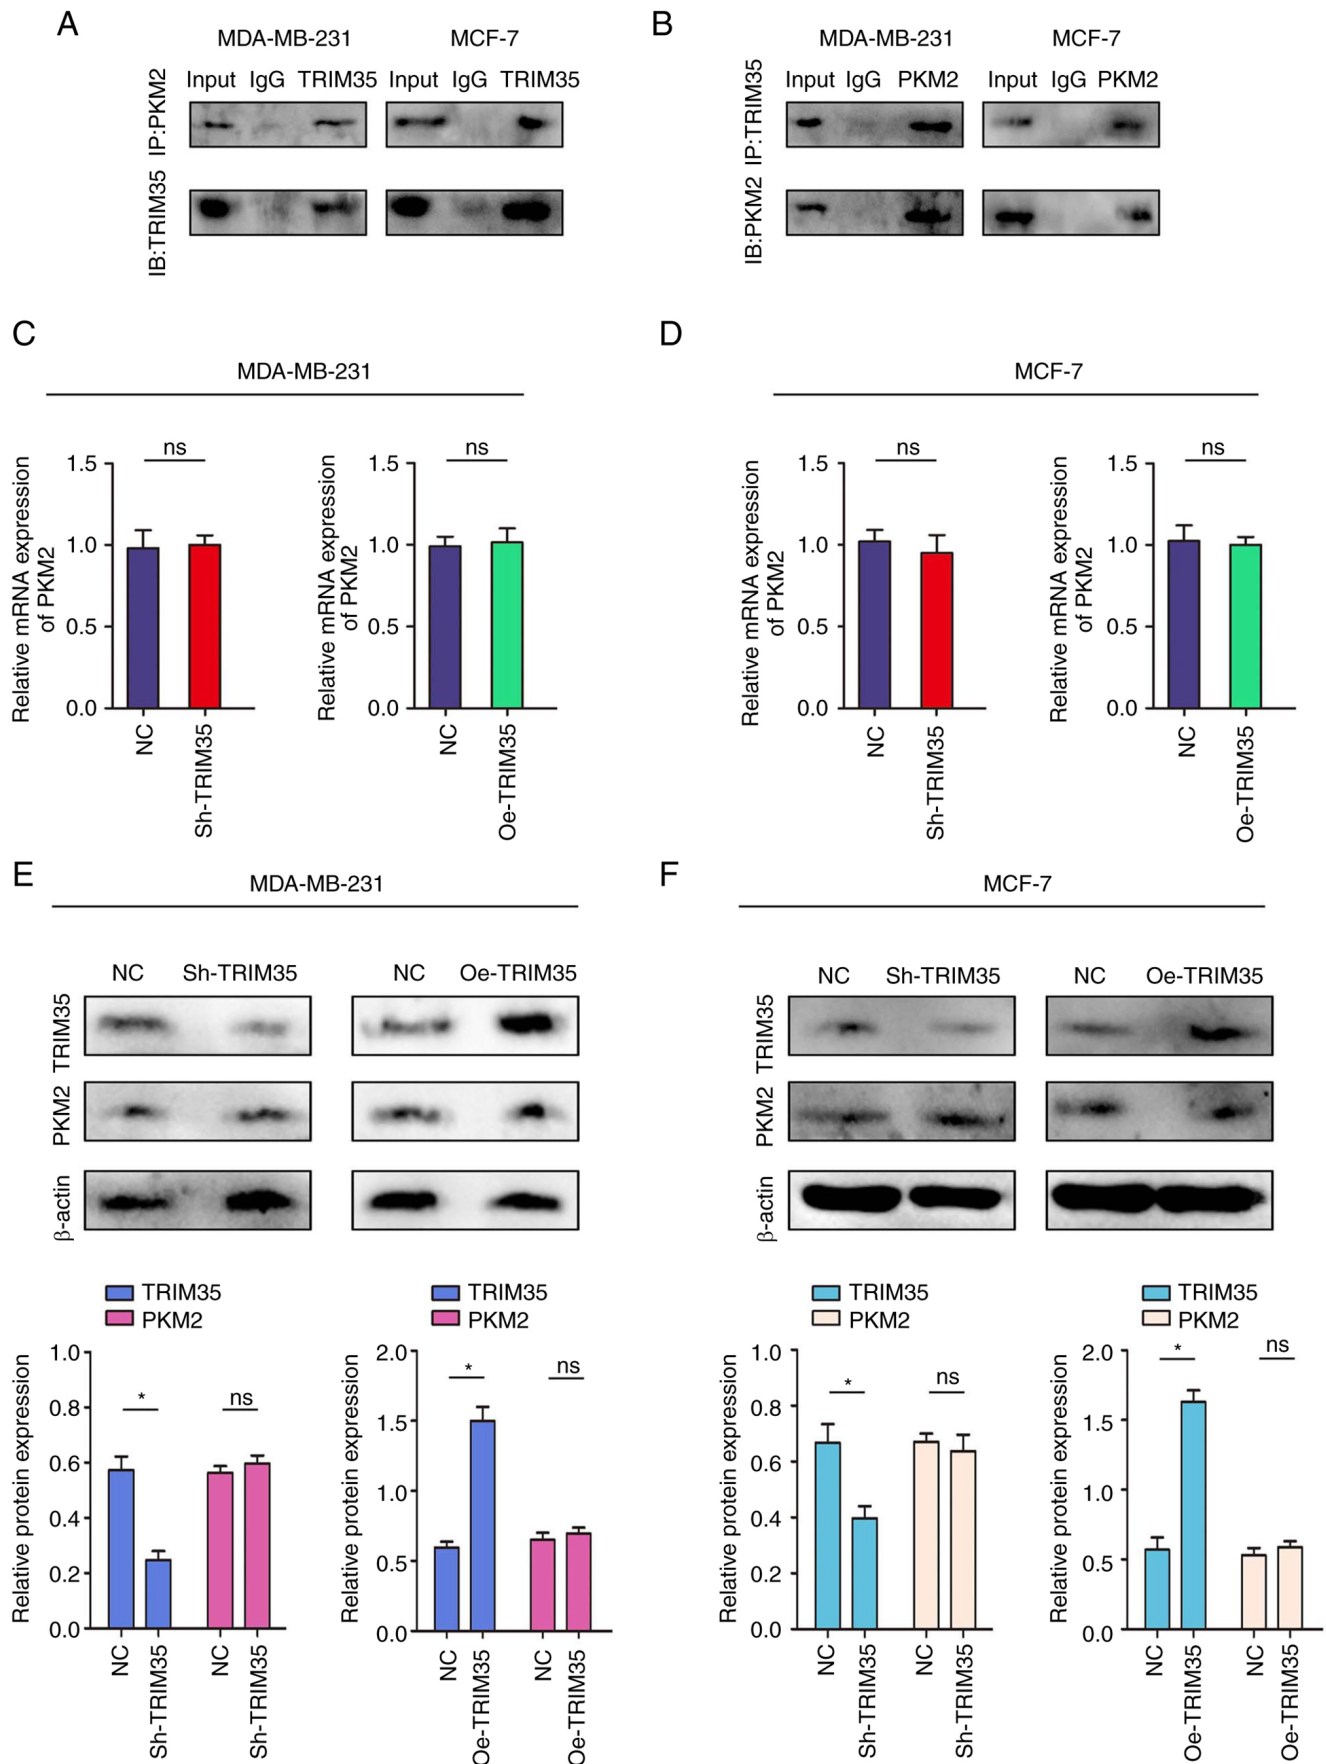 A
MDA-MB-231 MCF-7
Input IgG TRIM35 Input IgG TRIM35
IP:PKM2
IB:TRIM35
B
MDA-MB-231 MCF-7
Input IgG PKM2 Input IgG PKM2
IP:TRIM35
IB:PKM2
C
MDA-MB-231
Relative mRNA expression
of PKM2
1.5
1.0
0.5
0.0
ns
NC
Sh-TRIM35
Relative mRNA expression
of PKM2
1.5
1.0
0.5
0.0
ns
NC
Oe-TRIM35
D
MCF-7
Relative mRNA expression
of PKM2
1.5
1.0
0.5
0.0
ns
NC
Sh-TRIM35
Relative mRNA expression
of PKM2
1.5
1.0
0.5
0.0
ns
NC
Oe-TRIM35
E
MDA-MB-231
NC Sh-TRIM35 NC Oe-TRIM35
TRIM35
PKM2
β-actin
TRIM35
PKM2
Relative protein expression
1.0
0.8
0.6
0.4
0.2
0.0
* ns
NC
Sh-TRIM35
NC
Sh-TRIM35
TRIM35
PKM2
Relative protein expression
2.0
1.5
1.0
0.5
0.0
* ns
NC
Oe-TRIM35
NC
Oe-TRIM35
F
MCF-7
NC Sh-TRIM35 NC Oe-TRIM35
TRIM35
PKM2
β-actin
TRIM35
PKM2
Relative protein expression
1.0
0.8
0.6
0.4
0.2
0.0
* ns
NC
Sh-TRIM35
NC
Sh-TRIM35
TRIM35
PKM2
Relative protein expression
2.0
1.5
1.0
0.5
0.0
* ns
NC
Oe-TRIM35
NC
Oe-TRIM35